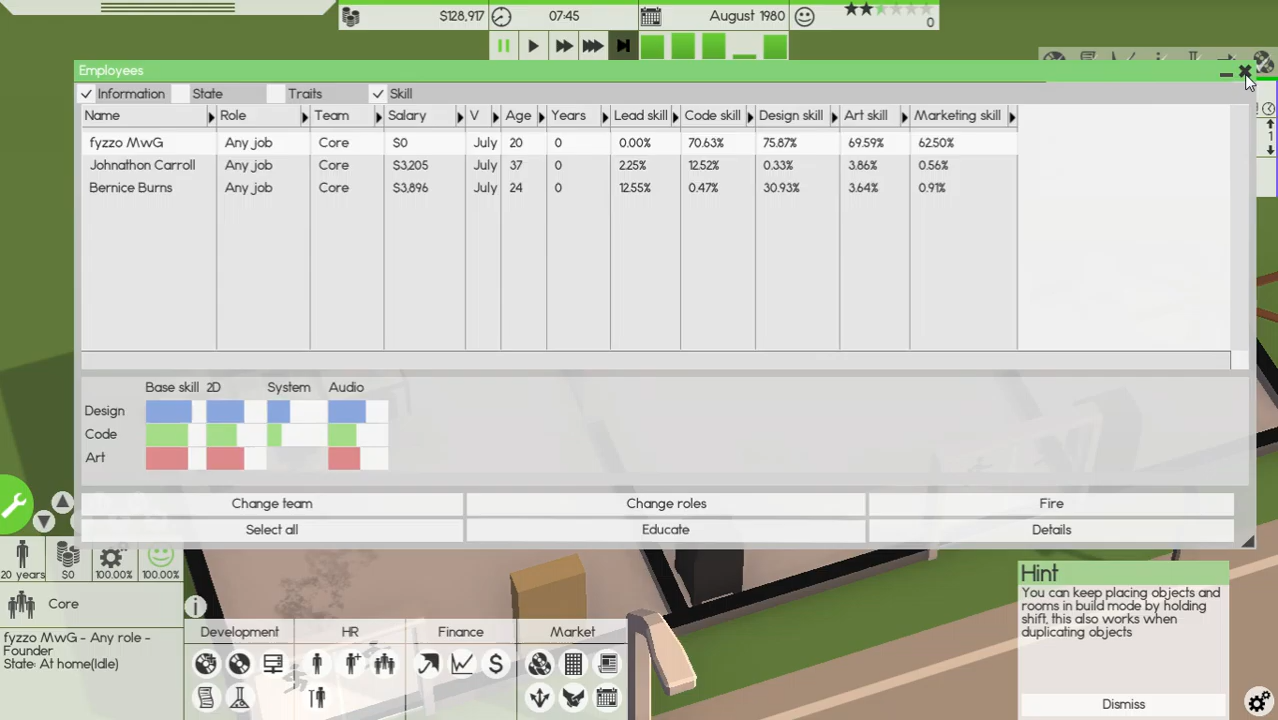 $128,917
07:45
August 1980
0
Employees
Information State Traits Skill
Name Role Team Salary V Age Years Lead skill Code skill Design skill Art skill Marketing skill
fyzzo MwG Any job Core $0 July 20 0 0.00% 70.63% 75.87% 69.59% 62.50%
Johnathon Carroll Any job Core $3,205 July 37 0 2.25% 12.52% 0.33% 3.86% 0.56%
Bernice Burns Any job Core $3,896 July 24 0 12.55% 0.47% 30.93% 3.64% 0.91%
1
Base skill 2D System Audio
Design
Code
Art
Change team Change roles Fire
Select all Educate Details
20 years $0 100.00% 100.00%
Core
fyzzo MwG - Any role -
Founder
State: At home(Idle)
Development HR Finance Market
Hint
You can keep placing objects and
rooms in build mode by holding
shift, this also works when
duplicating objects
Dismiss